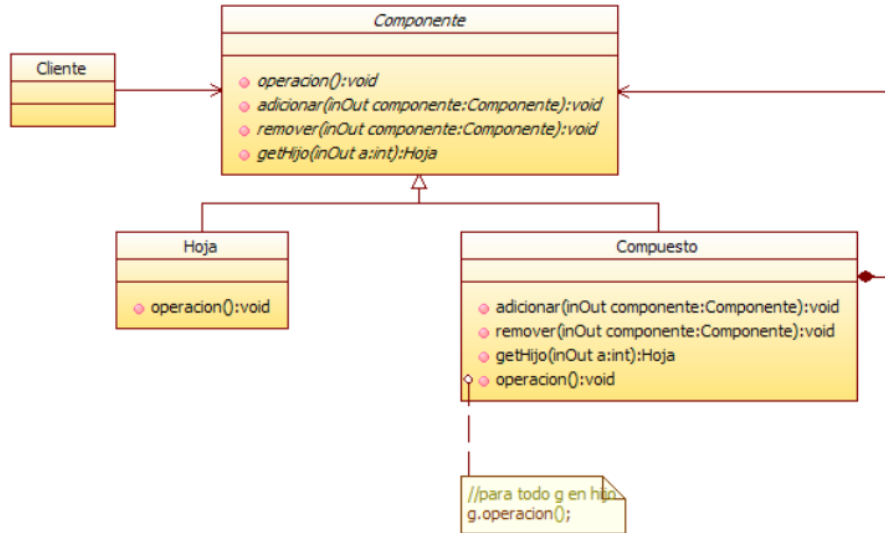 Componente
operacion():void
adicionar(inOut componente:Componente):void
remover(inOut componente:Componente):void
getHijo(inOut a:int):Hoja
Cliente
Hoja
operacion():void
Compuesto
adicionar(inOut componente:Componente):void
remover(inOut componente:Componente):void
getHijo(inOut a:int):Hoja
operacion():void
//para todo g en hijo
g.operacion();